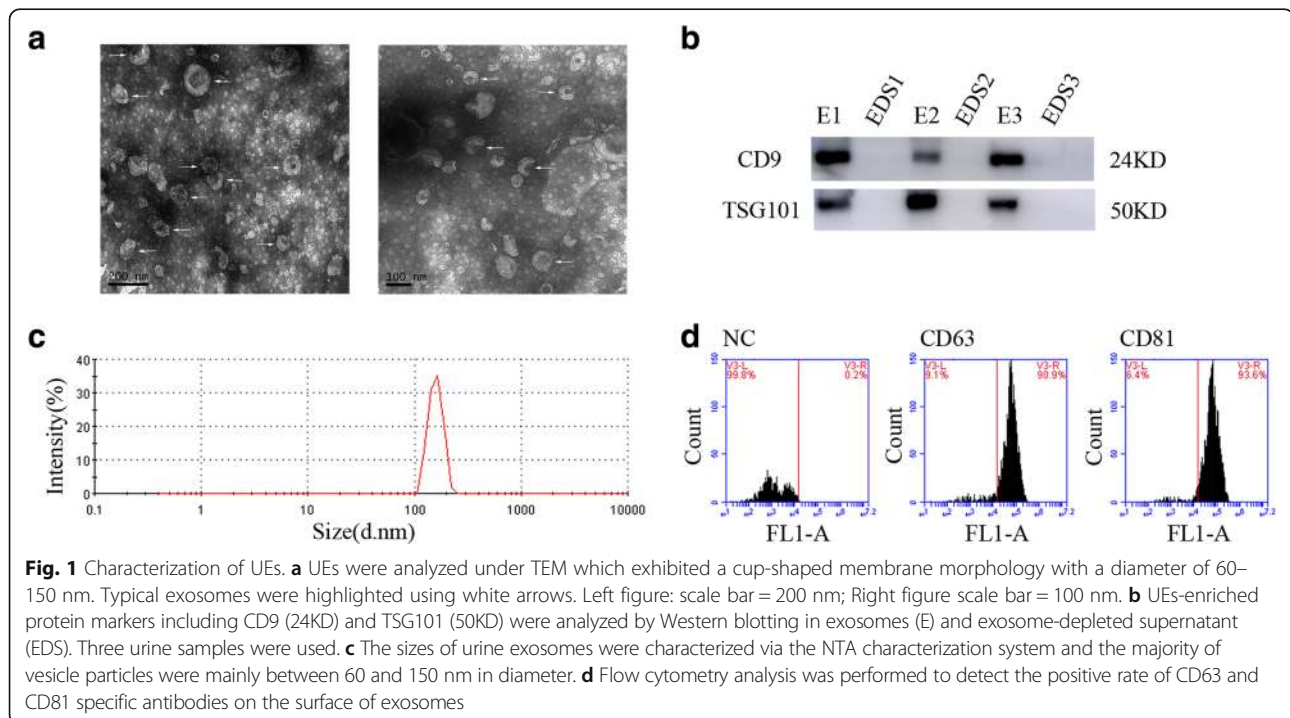 a
200 nm
100 nm
b
E1 EDS1 E2 EDS2 E3 EDS3
CD9 24KD
TSG101 50KD
c
Intensity(%)
40
30
20
10
0
0.1 1 10 100 1000 10000
Size(d.nm)
d
NC CD63 CD81
V3-L V3-R
99.8% 0.2%
V3-L V3-R
9.1% 90.9%
V3-L V3-R
6.4% 93.6%
Count Count Count
150
100
50
0
FL1-A FL1-A FL1-A
Fig. 1 Characterization of UEs. a UEs were analyzed under TEM which exhibited a cup-shaped membrane morphology with a diameter of 60–
150 nm. Typical exosomes were highlighted using white arrows. Left figure: scale bar = 200 nm; Right figure scale bar = 100 nm. b UEs-enriched
protein markers including CD9 (24KD) and TSG101 (50KD) were analyzed by Western blotting in exosomes (E) and exosome-depleted supernatant
(EDS). Three urine samples were used. c The sizes of urine exosomes were characterized via the NTA characterization system and the majority of
vesicle particles were mainly between 60 and 150 nm in diameter. d Flow cytometry analysis was performed to detect the positive rate of CD63 and
CD81 specific antibodies on the surface of exosomes